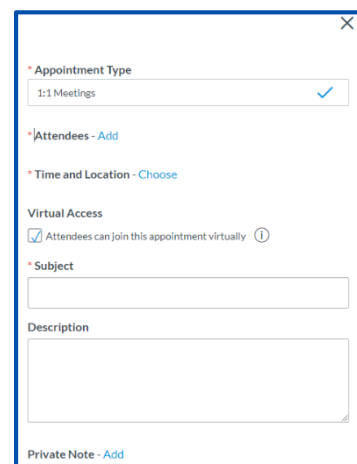 * Appointment Type
1:1 Meetings
* Attendees - Add
* Time and Location - Choose
Virtual Access
Attendees can join this appointment virtually i
* Subject
Description
Private Note - Add